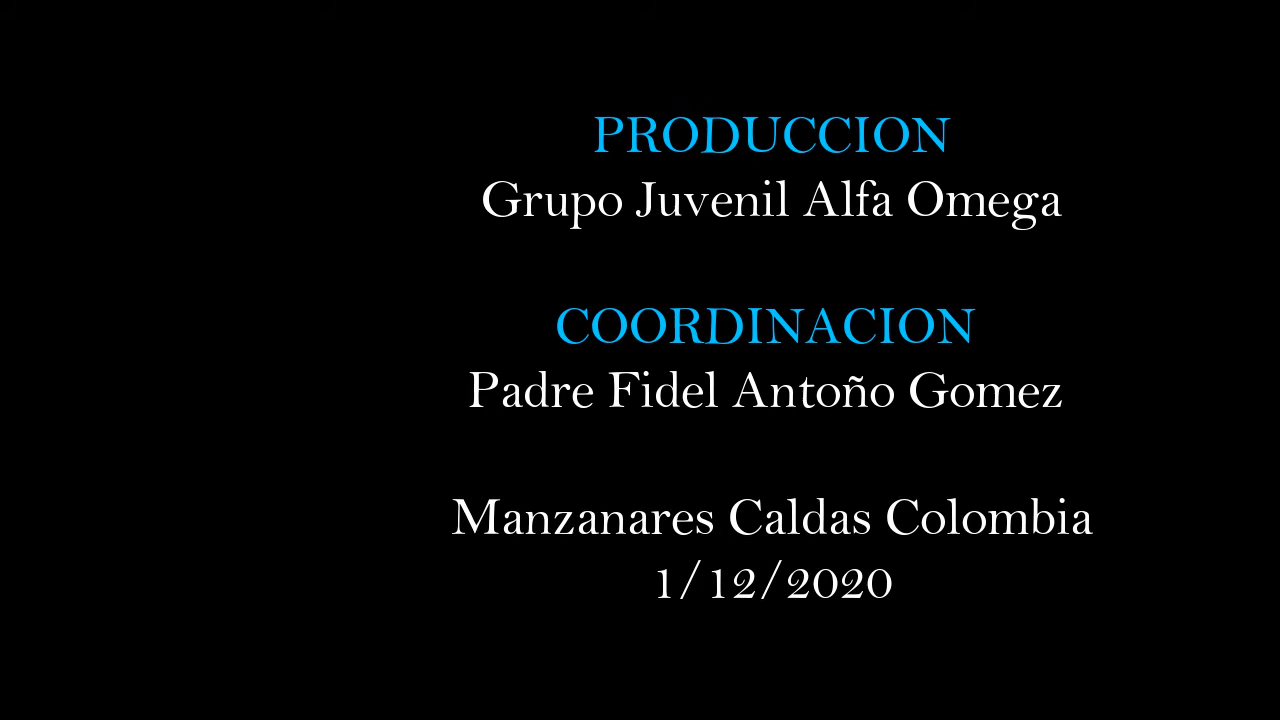 PRODUCCION
Grupo Juvenil Alfa Omega
COORDINACION
Padre Fidel Antoño Gomez
Manzanares Caldas Colombia
1/12/2020